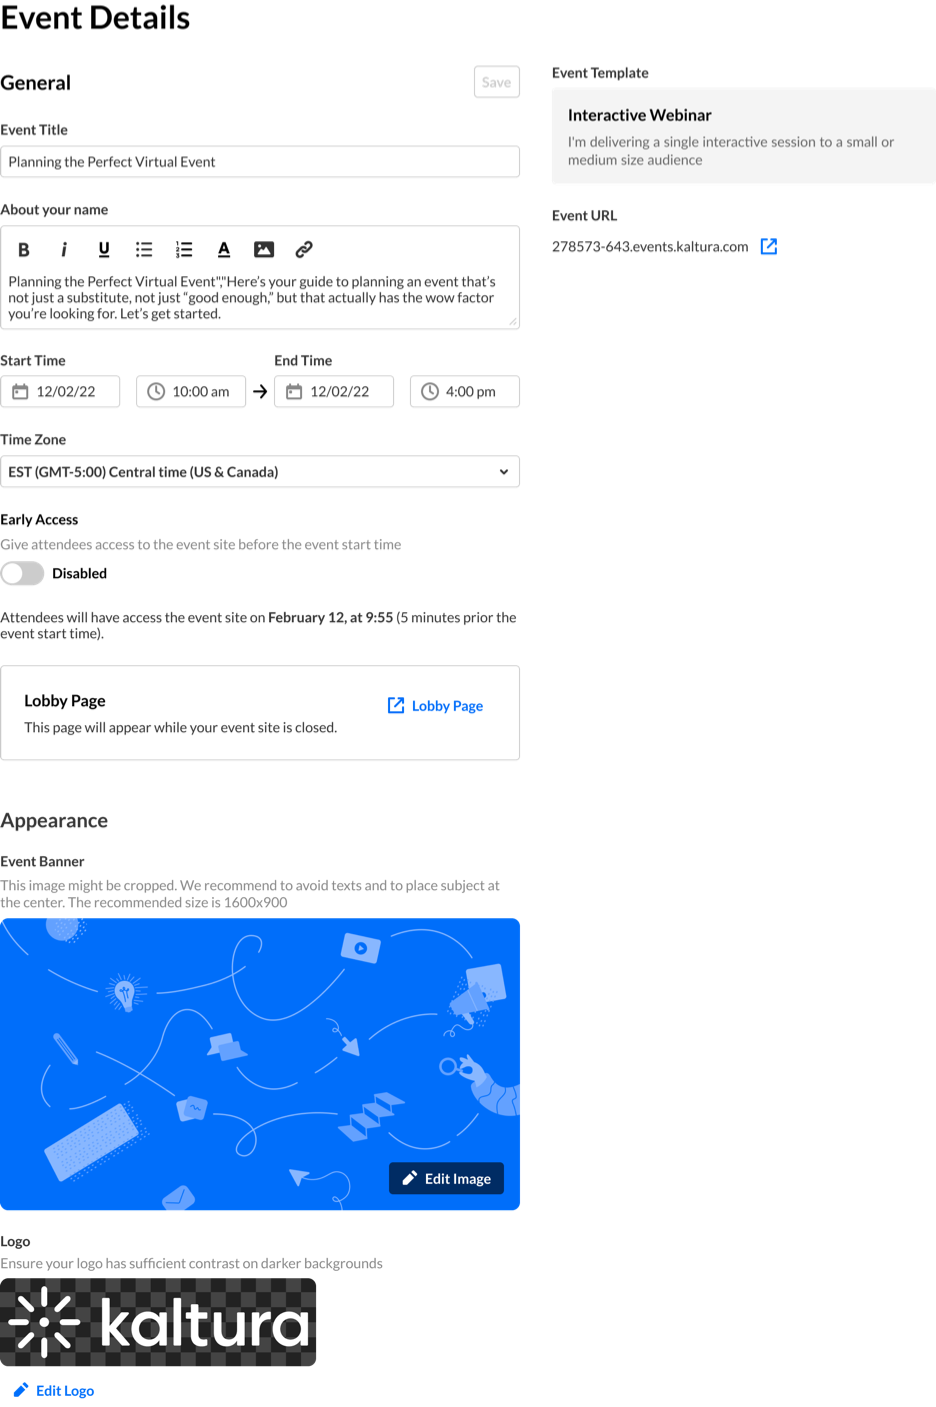 Event Details
General
Save
Event Title
Planning the Perfect Virtual Event
About your name
B i U A
Planning the Perfect Virtual Event","Here's your guide to planning an event that's
not just a substitute, not just “good enough,” but that actually has the wow factor
you're looking for. Let's get started.
Start Time
End Time
12/02/22
10:00 am
12/02/22
4:00 pm
Time Zone
EST (GMT-5:00) Central time (US & Canada)
Early Access
Give attendees access to the event site before the event start time
Disabled
Attendees will have access the event site on February 12, at 9:55 (5 minutes prior the
event start time).
Lobby Page
Lobby Page
This page will appear while your event site is closed.
Appearance
Event Banner
This image might be cropped. We recommend to avoid texts and to place subject at
the center. The recommended size is 1600x900
Edit Image
Logo
Ensure your logo has sufficient contrast on darker backgrounds
kaltura
Edit Logo
Event Template
Interactive Webinar
I'm delivering a single interactive session to a small or
medium size audience
Event URL
278573-643.events.kaltura.com